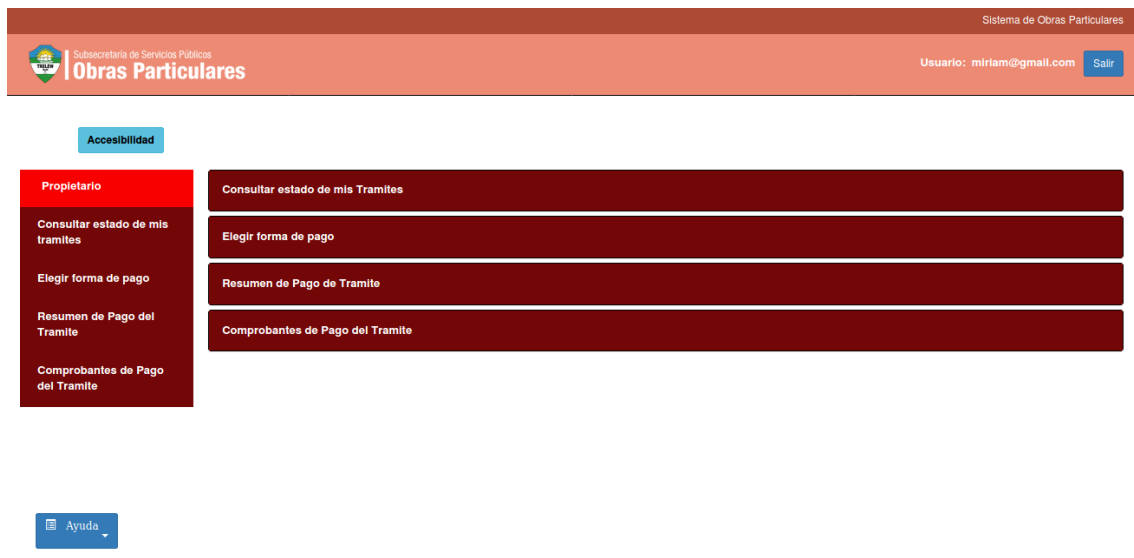 Sistema de Obras Particulares
Subsecretaría de Servicios Públicos
Obras Particulares
Usuario: miriam@gmail.com
Salir
THELEW
Accesibilidad
Propietario
Consultar estado de mis
tramites
Elegir forma de pago
Resumen de Pago del
Tramite
Comprobantes de Pago
del Tramite
Consultar estado de mis Tramites
Elegir forma de pago
Resumen de Pago de Tramite
Comprobantes de Pago del Tramite
Ayuda